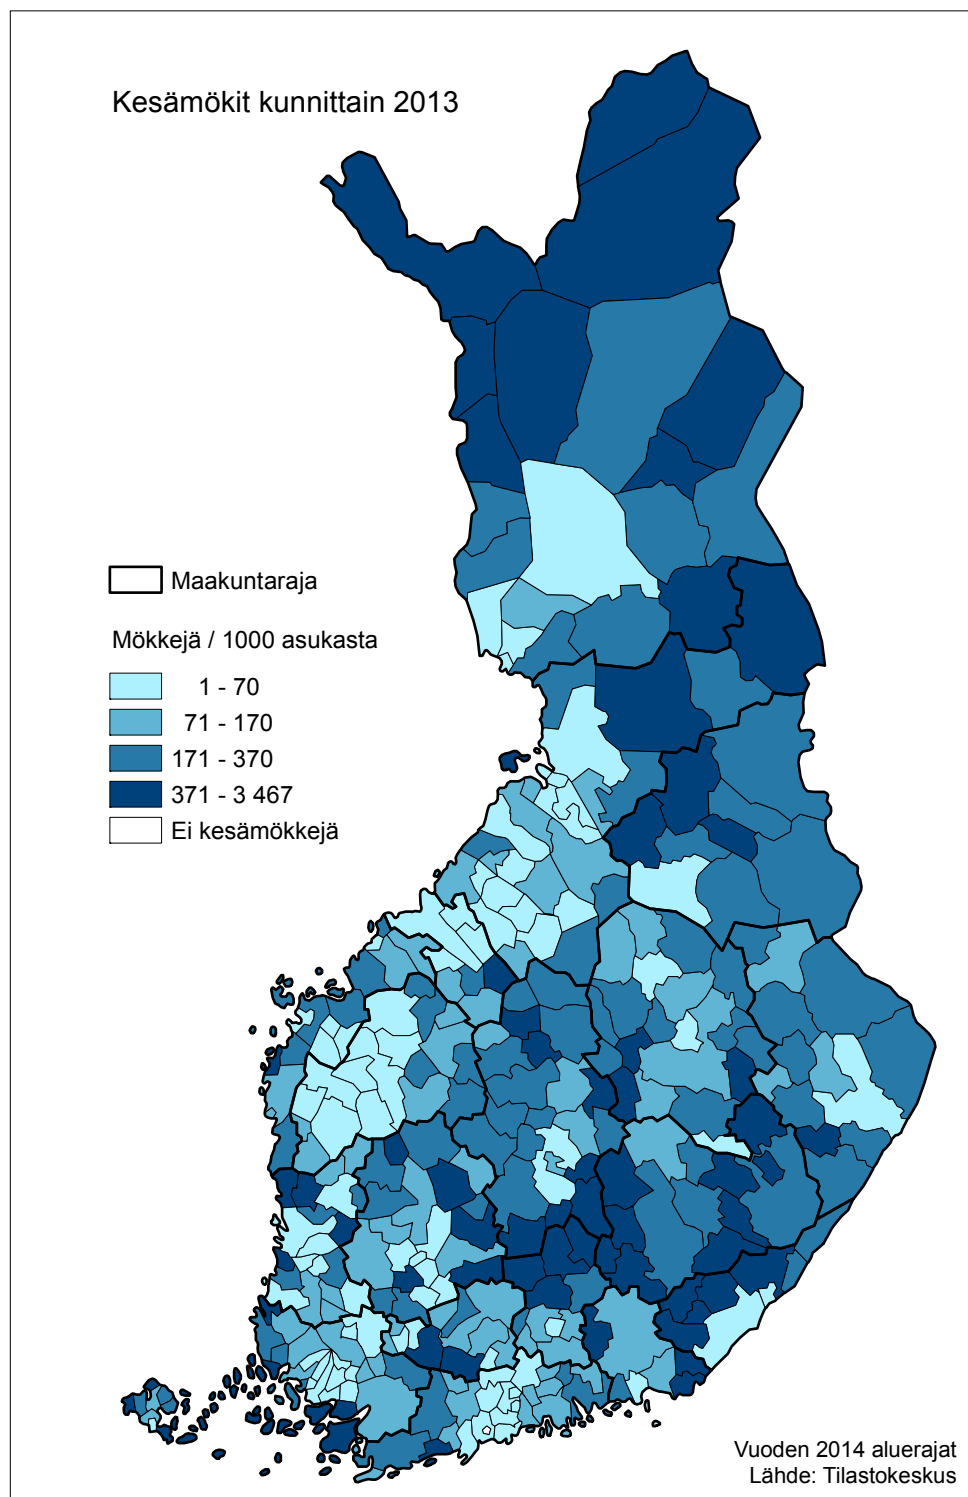 Kesämökit kunnittain 2013
Maakuntaraja
Mökkejä / 1000 asukasta
1 - 70
71 - 170
171 - 370
371 - 3 467
Ei kesämökkejä
Vuoden 2014 aluerajat
Lähde: Tilastokeskus